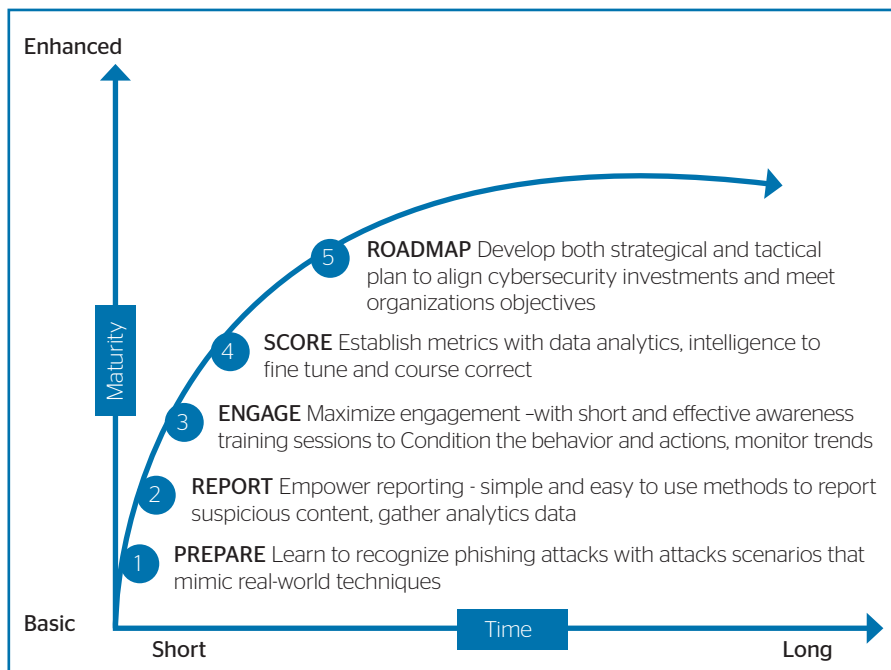 Enhanced
5
ROADMAP Develop both strategical and tactical
plan to align cybersecurity investments and meet
organizations objectives
Maturity
4
SCORE Establish metrics with data analytics, intelligence to
fine tune and course correct
3
ENGAGE Maximize engagement –with short and effective awareness
training sessions to Condition the behavior and actions, monitor trends
2
REPORT Empower reporting - simple and easy to use methods to report
suspicious content, gather analytics data
1
PREPARE Learn to recognize phishing attacks with attacks scenarios that
mimic real-world techniques
Basic
Time
Short
Long